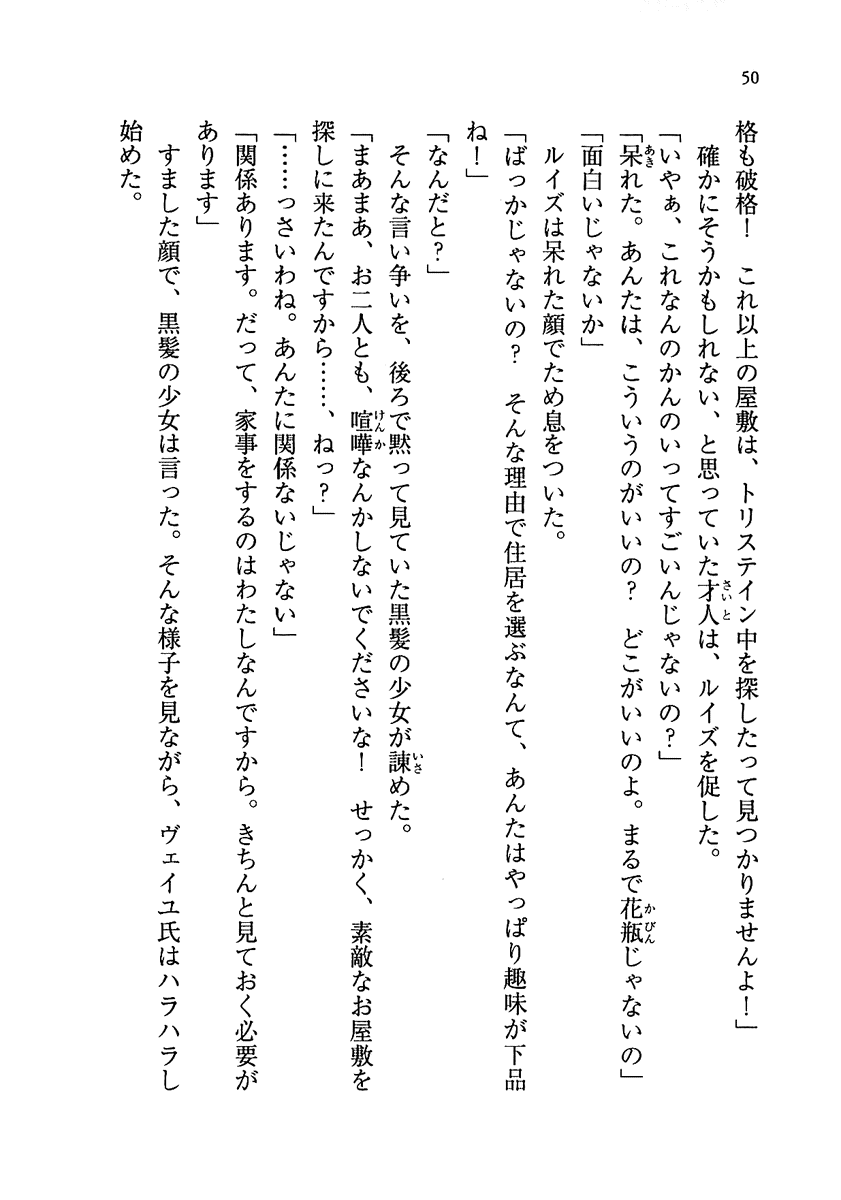 50
格も破格！　これ以上の屋敷は、トリステイン中を探したって見つかりませんよ！」
　確かにそうかもしれない、と思っていた才人は、ルイズを促した。
「いやぁ、これなんのかんのいってすごいんじゃないの？」
「呆れた。あんたは、こういうのがいいの？　どこがいいのよ。まるで花瓶じゃないの」
「面白いじゃないか」
　ルイズは呆れた顔でため息をついた。
「ばっかじゃないの？　そんな理由で住居を選ぶなんて、あんたはやっぱり趣味が下品
ね！」
「なんだと？」
　そんな言い争いを、後ろで黙って見ていた黒髪の少女が諫めた。
「まあまあ、お二人とも、喧嘩なんかしないでくださいな！　せっかく、素敵なお屋敷を
探しに来たんですから……、ねっ？」
「……っさいわね。あんたに関係ないじゃない」
「関係あります。だって、家事をするのはわたしなんですから。きちんと見ておく必要が
あります」
　すました顔で、黒髪の少女は言った。そんな様子を見ながら、ヴェイユ氏はハラハラし
始めた。